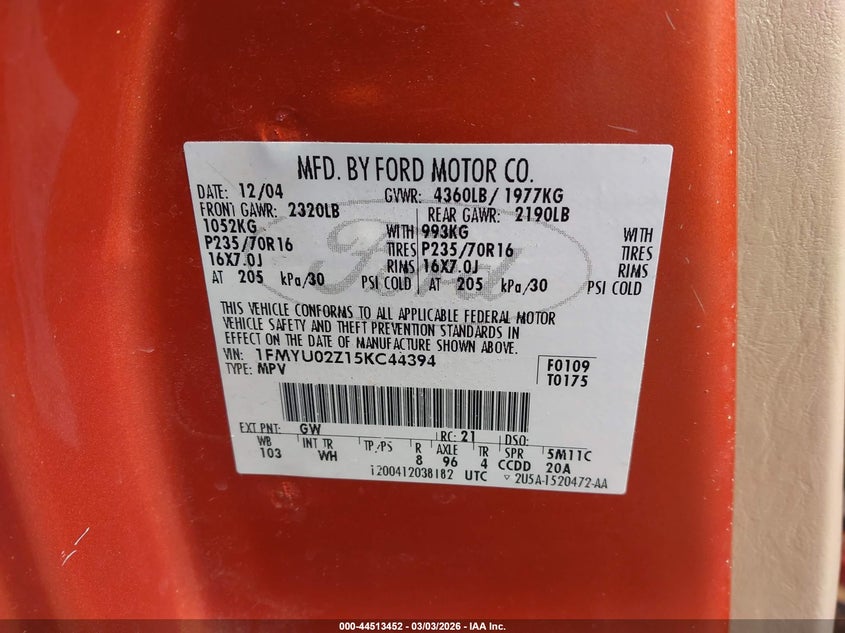 MFD. BY FORD MOTOR CO.
DATE: 12/04 GVWR: 4360LB/ 1977KG
FRONT GAWR: 2320LB REAR GAWR: 2190LB
1052KG WITH 993KG WITH
P235/70R16 TIRES P235/70R16 TIRES
16X7.0J RIMS 16X7.0J RIMS
AT 205 kPa/30 PSI COLD AT 205 kPa/30 PSI COLD
Ford
THIS VEHICLE CONFORMS TO ALL APPLICABLE FEDERAL MOTOR
VEHICLE SAFETY AND THEFT PREVENTION STANDARDS IN
EFFECT ON THE DATE OF MANUFACTURE SHOWN ABOVE.
VIN: 1FMYU02Z15KC44394 F0109
TYPE: MPV T0175
EXT PNT: GW RC: 21 DSO:
WB INT TR TP/PS R AXLE TR SPR 5M11C
103 WH 8 96 4 CCDD 20A
1200412038182 UTC ▽ 2U5A-1520472-AA
000-44513452 - 03/03/2026 - IAA Inc.